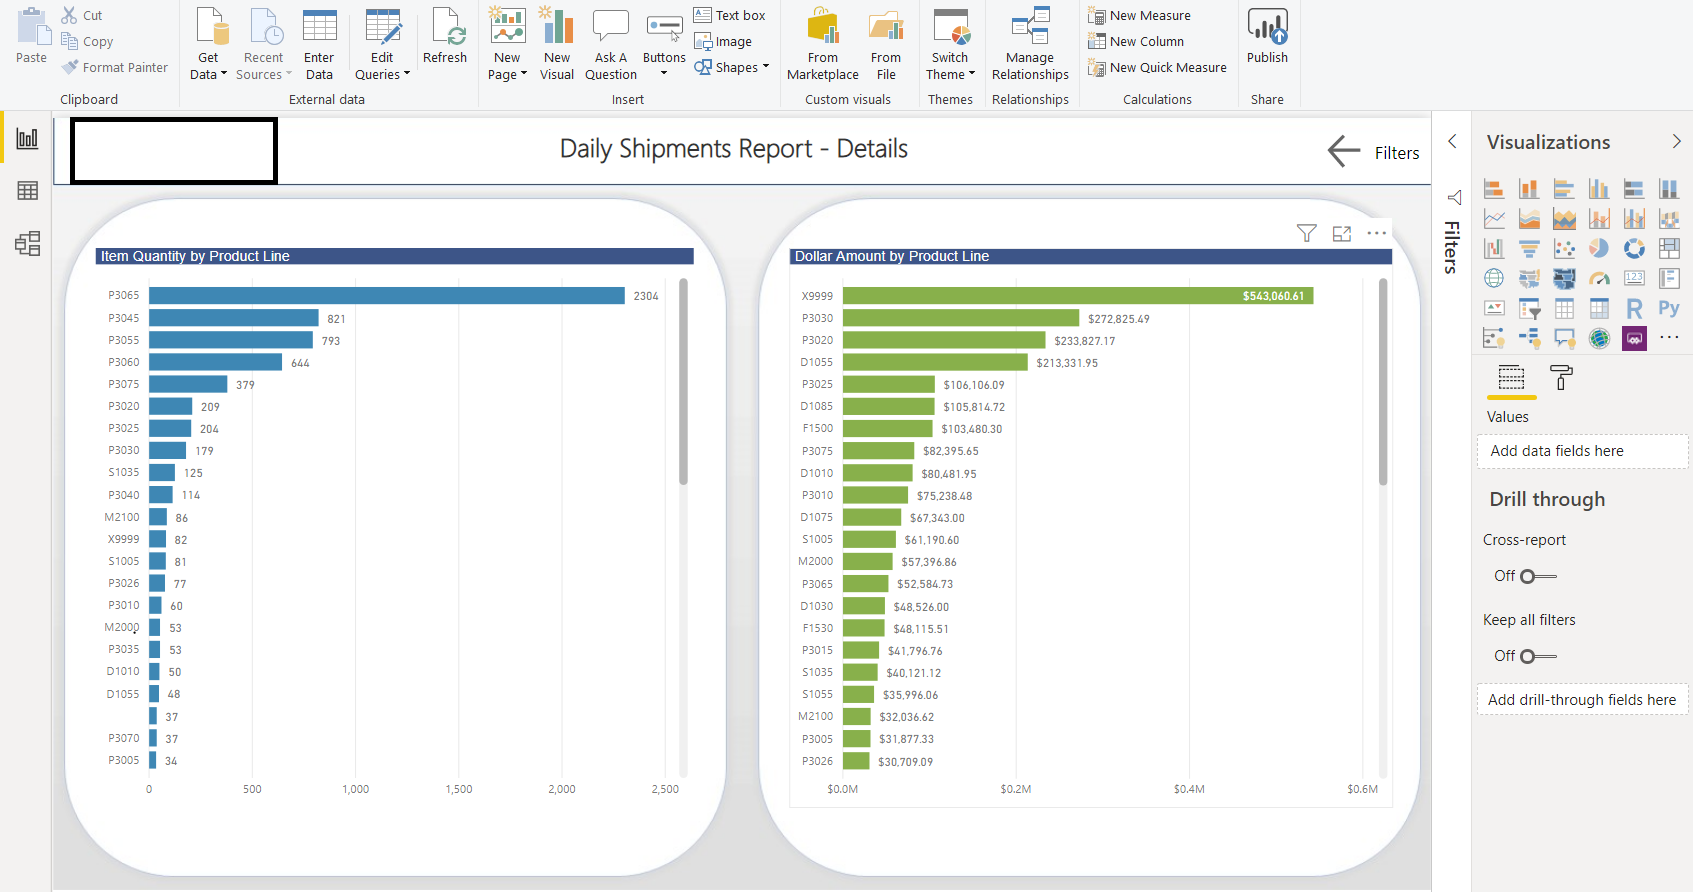 Paste
Cut
Copy
Format Painter
Clipboard
Get Data
Recent Sources
Enter Data
Edit Queries
Refresh
External data
New Page
New Visual
Ask A Question
Buttons
Text box
Image
Shapes
Insert
From Marketplace
From File
Custom visuals
Switch Theme
Themes
Manage Relationships
Relationships
New Measure
New Column
New Quick Measure
Calculations
Publish
Share
Daily Shipments Report - Details
Filters
Item Quantity by Product Line
P3065 2304
P3045 821
P3055 793
P3060 644
P3075 379
P3020 209
P3025 204
P3030 179
S1035 125
P3040 114
M2100 86
X9999 82
S1005 81
P3026 77
P3010 60
M2000 53
P3035 53
D1010 50
D1055 48
37
P3070 37
P3005 34
0 500 1,000 1,500 2,000 2,500
Dollar Amount by Product Line
X9999 $543,060.61
P3030 $272,825.49
P3020 $233,827.17
D1055 $213,331.95
P3025 $106,106.09
D1085 $105,814.72
F1500 $103,480.30
P3075 $82,395.65
D1010 $80,481.95
P3010 $75,238.48
D1075 $67,343.00
S1005 $61,190.60
M2000 $57,396.86
P3065 $52,584.73
D1030 $48,526.00
F1530 $48,115.51
P3015 $41,796.76
S1035 $40,121.12
S1055 $35,996.06
M2100 $32,036.62
P3005 $31,877.33
P3026 $30,709.09
$0.0M $0.2M $0.4M $0.6M
Filters
Visualizations
123
R
Py
Values
Add data fields here
Drill through
Cross-report
Off
Keep all filters
Off
Add drill-through fields here